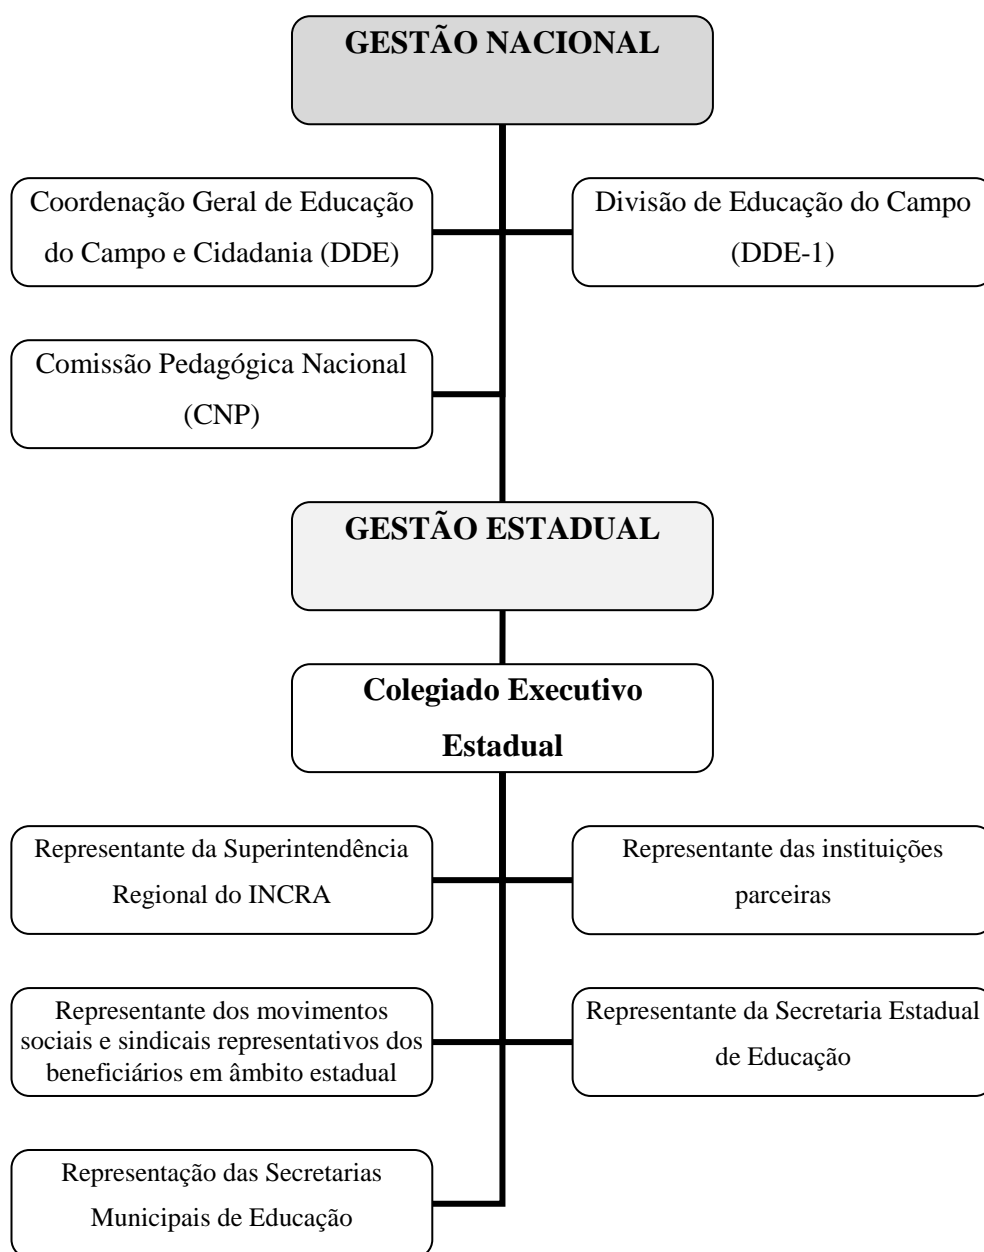 GESTÃO NACIONAL
Coordenação Geral de Educação
do Campo e Cidadania (DDE)
Divisão de Educação do Campo
(DDE-1)
Comissão Pedagógica Nacional
(CNP)
GESTÃO ESTADUAL
Colegiado Executivo
Estadual
Representante da Superintendência
Regional do INCRA
Representante das instituições
parceiras
Representante dos movimentos
sociais e sindicais representativos dos
beneficiários em âmbito estadual
Representante da Secretaria Estadual
de Educação
Representação das Secretarias
Municipais de Educação